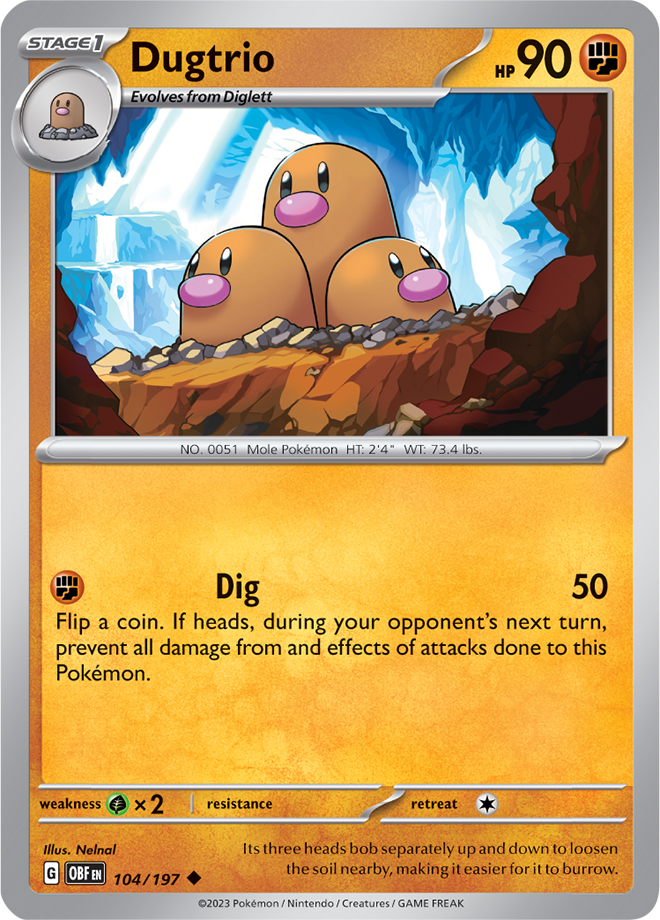 STAGE1
Dugtrio
HP 90
Evolves from Diglett
NO. 0051 Mole Pokémon HT: 2'4" WT: 73.4 lbs.
Dig 50
Flip a coin. If heads, during your opponent's next turn,
prevent all damage from and effects of attacks done to this
Pokémon.
weakness ×2 resistance retreat
Illus. Nelnal
Its three heads bob separately up and down to loosen
the soil nearby, making it easier for it to burrow.
G OBF EN 104/197
©2023 Pokémon / Nintendo / Creatures / GAME FREAK